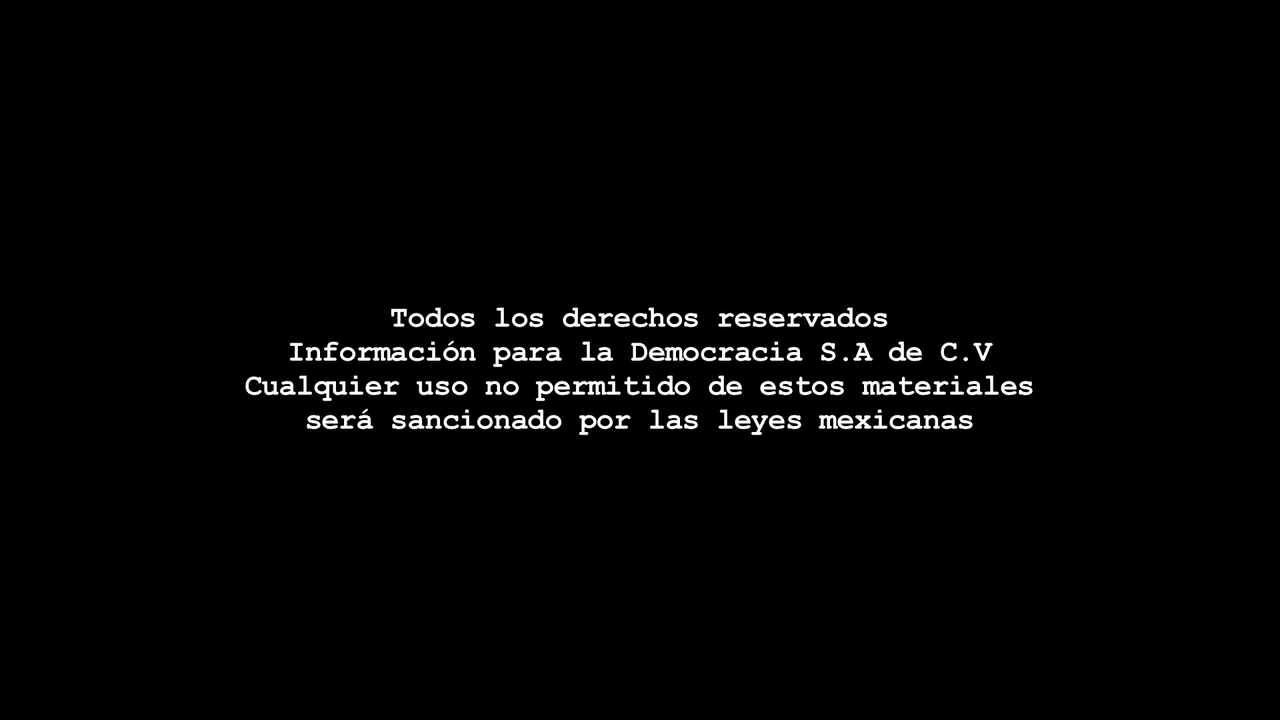 Todos los derechos reservados
Información para la Democracia S.A de C.V
Cualquier uso no permitido de estos materiales
será sancionado por las leyes mexicanas